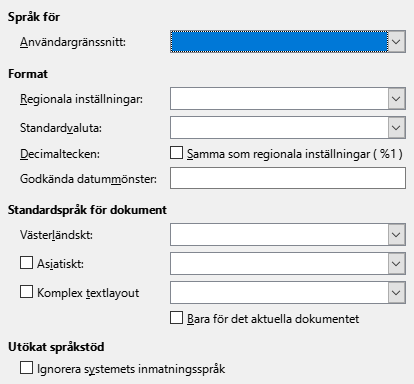 Språk för
Användargränssnitt:
Format
Regionala inställningar:
Standardvaluta:
Decimaltecken: Samma som regionala inställningar ( %1 )
Godkända datummönster:
Standardspråk för dokument
Västerländskt:
Asiatiskt:
Komplex textlayout
Bara för det aktuella dokumentet
Utökat språkstöd
Ignorera systemets inmatningsspråk